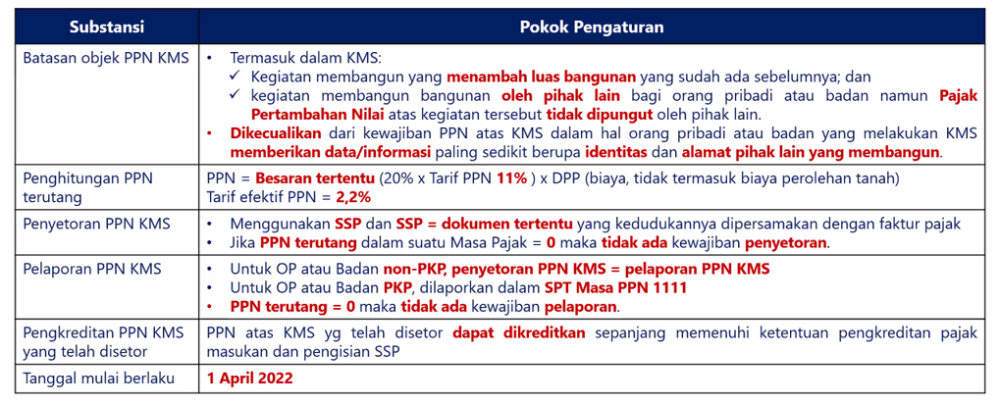 Substansi
Pokok Pengaturan
Batasan objek PPN KMS
• Termasuk dalam KMS:
✓ Kegiatan membangun yang menambah luas bangunan yang sudah ada sebelumnya; dan
✓ kegiatan membangun bangunan oleh pihak lain bagi orang pribadi atau badan namun Pajak
Pertambahan Nilai atas kegiatan tersebut tidak dipungut oleh pihak lain.
• Dikecualikan dari kewajiban PPN atas KMS dalam hal orang pribadi atau badan yang melakukan KMS
memberikan data/informasi paling sedikit berupa identitas dan alamat pihak lain yang membangun.
Penghitungan PPN
terutang
PPN = Besaran tertentu (20% x Tarif PPN 11% ) x DPP (biaya, tidak termasuk biaya perolehan tanah)
Tarif efektif PPN = 2,2%
Penyetoran PPN KMS
• Menggunakan SSP dan SSP = dokumen tertentu yang kedudukannya dipersamakan dengan faktur pajak
• Jika PPN terutang dalam suatu Masa Pajak = 0 maka tidak ada kewajiban penyetoran.
Pelaporan PPN KMS
• Untuk OP atau Badan non-PKP, penyetoran PPN KMS = pelaporan PPN KMS
• Untuk OP atau Badan PKP, dilaporkan dalam SPT Masa PPN 1111
• PPN terutang = 0 maka tidak ada kewajiban pelaporan.
Pengkreditan PPN KMS
yang telah disetor
PPN atas KMS yg telah disetor dapat dikreditkan sepanjang memenuhi ketentuan pengkreditan pajak
masukan dan pengisian SSP
Tanggal mulai berlaku
1 April 2022